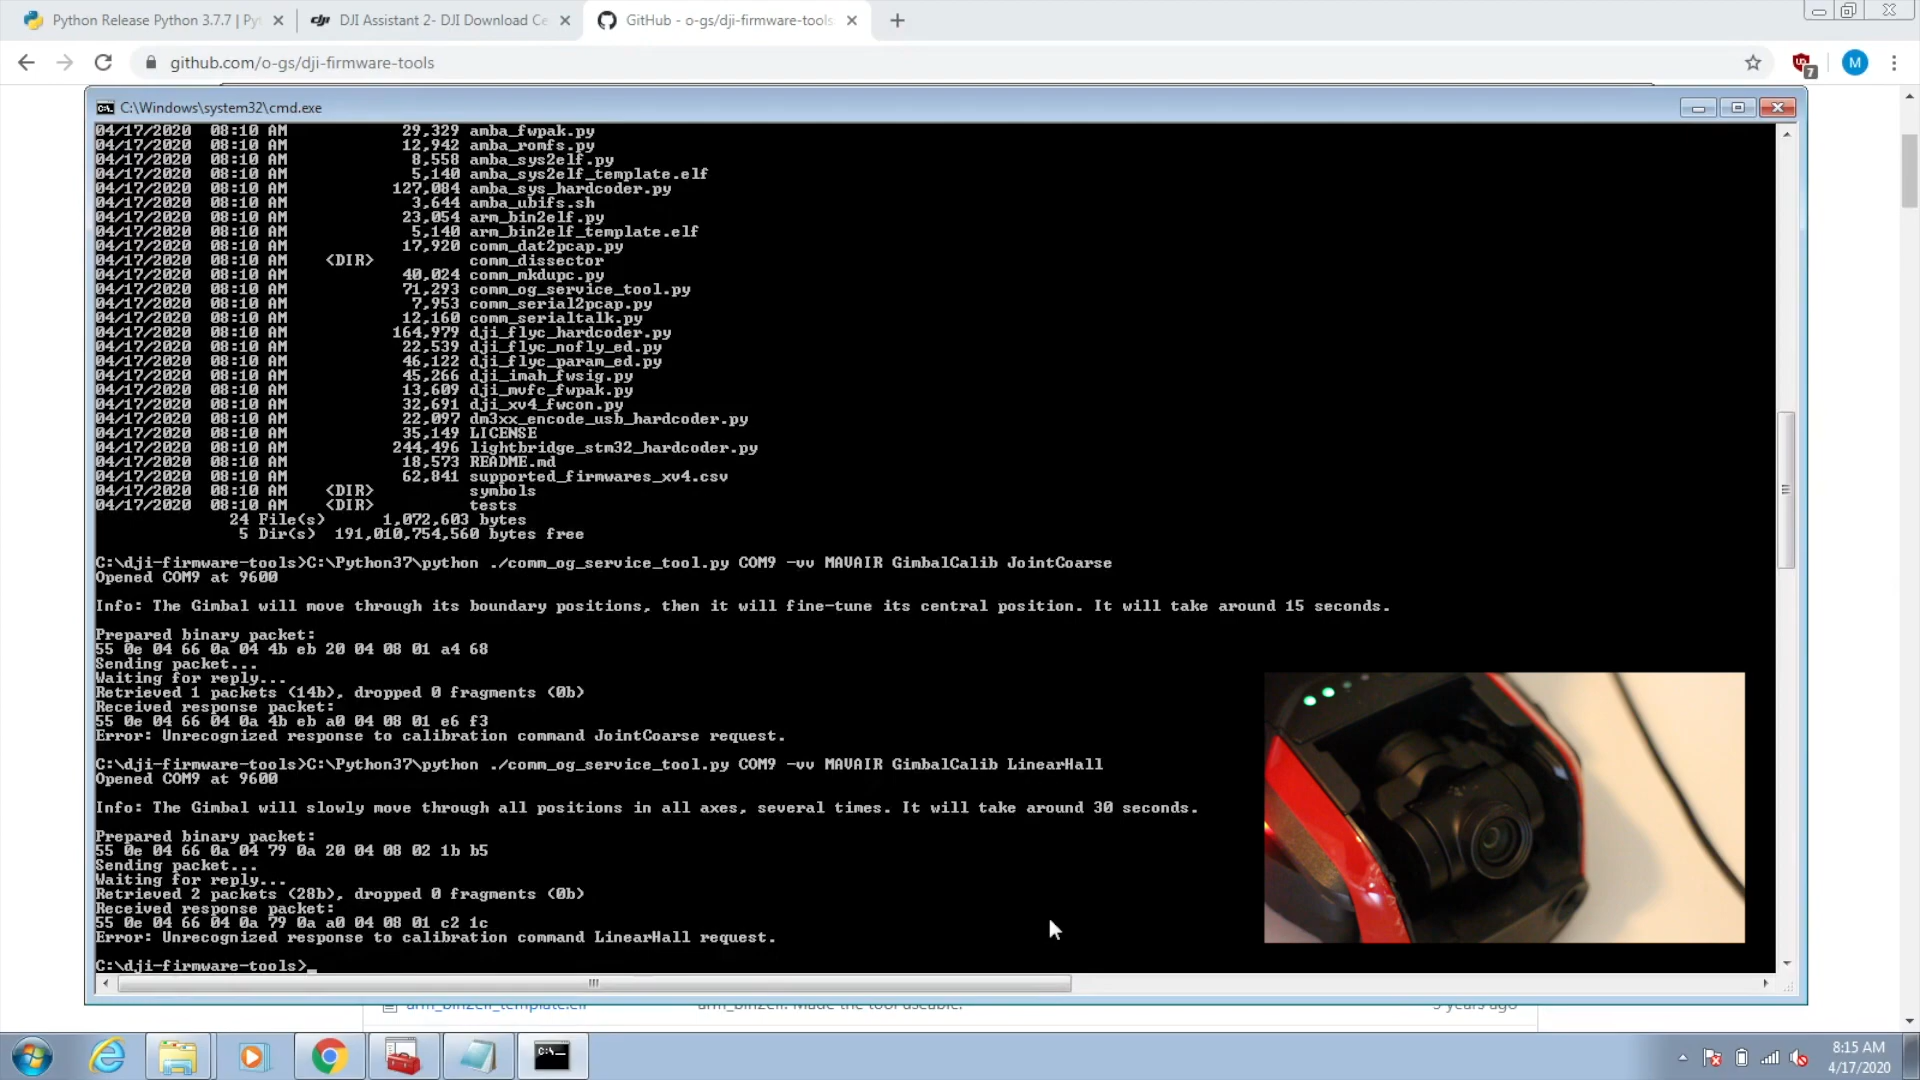 Python Release Python 3.7.7 | Py
DJI Assistant 2- DJI Download Ce
GitHub - o-gs/dji-firmware-tools
github.com/o-gs/dji-firmware-tools
7
M
C:\Windows\system32\cmd.exe
04/17/2020 08:10 AM 29,329 amba_fwpak.py
04/17/2020 08:10 AM 12,942 amba_romfs.py
04/17/2020 08:10 AM 8,558 amba_sys2elf.py
04/17/2020 08:10 AM 5,140 amba_sys2elf_template.elf
04/17/2020 08:10 AM 127,084 amba_sys_hardcoder.py
04/17/2020 08:10 AM 3,644 amba_ubifs.sh
04/17/2020 08:10 AM 23,054 arm_bin2elf.py
04/17/2020 08:10 AM 5,140 arm_bin2elf_template.elf
04/17/2020 08:10 AM 17,920 comm_dat2pcap.py
04/17/2020 08:10 AM <DIR> comm_dissector
04/17/2020 08:10 AM 40,024 comm_mkdupc.py
04/17/2020 08:10 AM 71,293 comm_og_service_tool.py
04/17/2020 08:10 AM 7,953 comm_serial2pcap.py
04/17/2020 08:10 AM 12,160 comm_serialtalk.py
04/17/2020 08:10 AM 164,979 dji_flyc_hardcoder.py
04/17/2020 08:10 AM 22,539 dji_flyc_nofly_ed.py
04/17/2020 08:10 AM 46,122 dji_flyc_param_ed.py
04/17/2020 08:10 AM 45,266 dji_imah_fwsig.py
04/17/2020 08:10 AM 13,609 dji_mvfc_fwpak.py
04/17/2020 08:10 AM 32,691 dji_xv4_fwcon.py
04/17/2020 08:10 AM 22,097 dm3xx_encode_usb_hardcoder.py
04/17/2020 08:10 AM 35,149 LICENSE
04/17/2020 08:10 AM 244,496 lightbridge_stm32_hardcoder.py
04/17/2020 08:10 AM 18,573 README.md
04/17/2020 08:10 AM 62,841 supported_firmwares_xv4.csv
04/17/2020 08:10 AM <DIR> symbols
04/17/2020 08:10 AM <DIR> tests
24 File(s) 1,072,603 bytes
5 Dir(s) 191,010,754,560 bytes free
C:\dji-firmware-tools>C:\Python37\python ./comm_og_service_tool.py COM9 -vv MAVAIR GimbalCalib JointCoarse
Opened COM9 at 9600
Info: The Gimbal will move through its boundary positions, then it will fine-tune its central position. It will take around 15 seconds.
Prepared binary packet:
55 0e 04 66 0a 04 4b eb 20 04 08 01 a4 68
Sending packet...
Waiting for reply...
Retrieved 1 packets (14b), dropped 0 fragments (0b)
Received response packet:
55 0e 04 66 04 0a 4b eb a0 04 08 01 e6 f3
Error: Unrecognized response to calibration command JointCoarse request.
C:\dji-firmware-tools>C:\Python37\python ./comm_og_service_tool.py COM9 -vv MAVAIR GimbalCalib LinearHall
Opened COM9 at 9600
Info: The Gimbal will slowly move through all positions in all axes, several times. It will take around 30 seconds.
Prepared binary packet:
55 0e 04 66 0a 04 79 0a 20 04 08 02 1b b5
Sending packet...
Waiting for reply...
Retrieved 2 packets (28b), dropped 0 fragments (0b)
Received response packet:
55 0e 04 66 04 0a 79 0a a0 04 08 01 c2 1c
Error: Unrecognized response to calibration command LinearHall request.
C:\dji-firmware-tools>_
arm_bin2elf_template.elf arm_bin2elf: Made the tool useable. 3 years ago
8:15 AM
4/17/2020